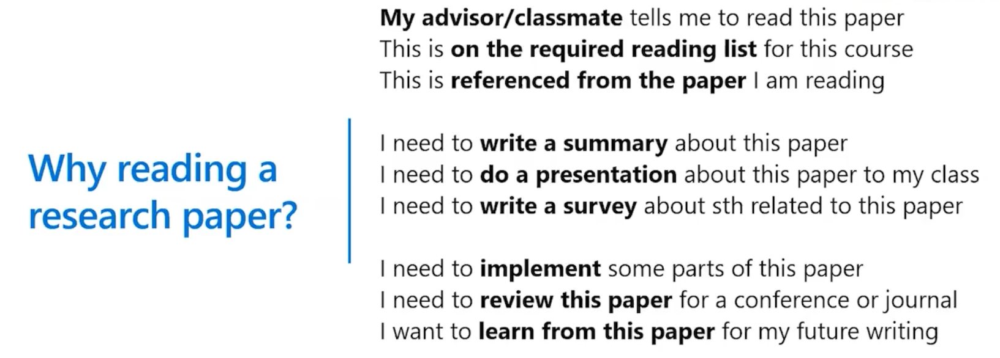 Why reading a
research paper?
My advisor/classmate tells me to read this paper
This is on the required reading list for this course
This is referenced from the paper I am reading
I need to write a summary about this paper
I need to do a presentation about this paper to my class
I need to write a survey about sth related to this paper
I need to implement some parts of this paper
I need to review this paper for a conference or journal
I want to learn from this paper for my future writing